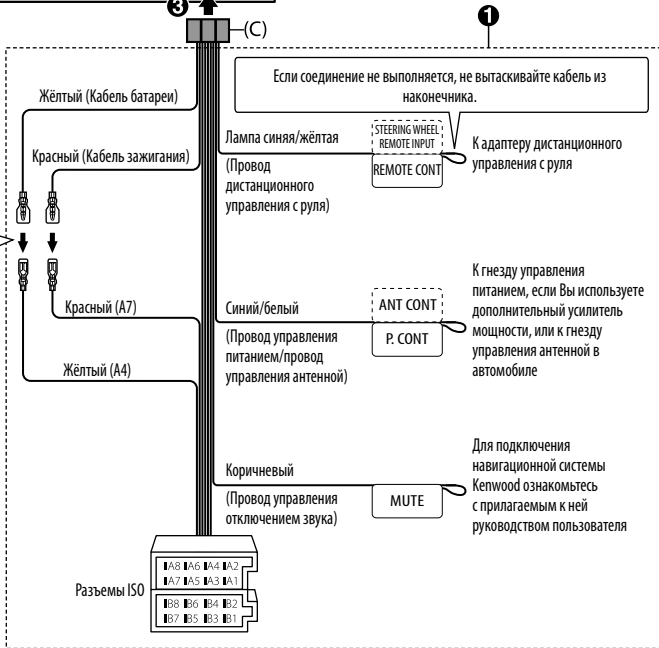 ❸
(C)
❶
Если соединение не выполняется, не вытаскивайте кабель из
наконечника.
Жёлтый (Кабель батареи)
Красный (Кабель зажигания)
Лампа синяя/жёлтая
(Провод
дистанционного
управления с руля)
STEERING WHEEL
REMOTE INPUT
REMOTE CONT
К адаптеру дистанционного
управления с руля
Красный (A7)
Жёлтый (A4)
Синий/белый
(Провод управления
питанием/провод
управления антенной)
ANT CONT
P. CONT
К гнезду управления
питанием, если Вы используете
дополнительный усилитель
мощности, или к гнезду
управления антенной в
автомобиле
Коричневый
(Провод управления
отключением звука)
MUTE
Для подключения
навигационной системы
Kenwood ознакомьтесь
с прилагаемым к ней
руководством пользователя
Разъемы ISO
A8 A6 A4 A2
A7 A5 A3 A1
B8 B6 B4 B2
B7 B5 B3 B1